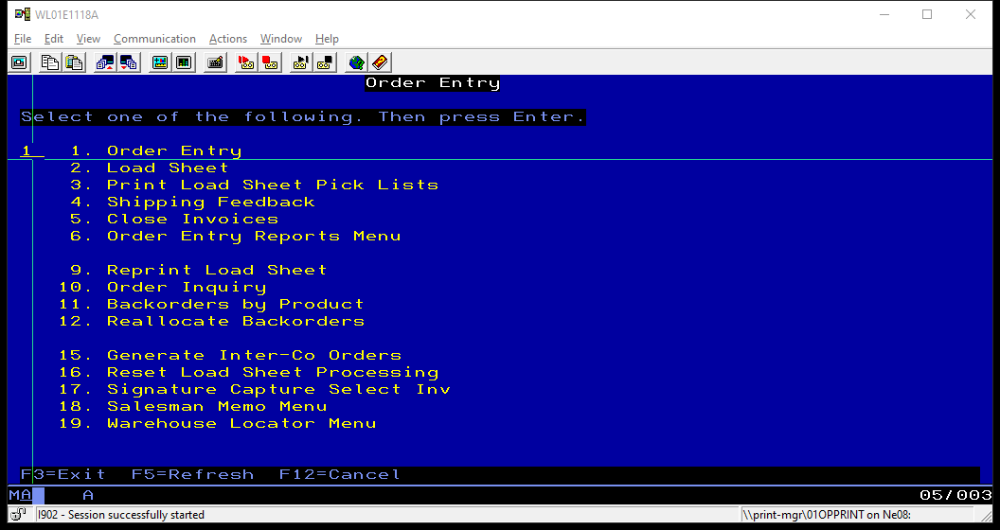 WL01E1118A
File Edit View Communication Actions Window Help
Order Entry
Select one of the following. Then press Enter.
1 1. Order Entry
2. Load Sheet
3. Print Load Sheet Pick Lists
4. Shipping Feedback
5. Close Invoices
6. Order Entry Reports Menu
9. Reprint Load Sheet
10. Order Inquiry
11. Backorders by Product
12. Reallocate Backorders
15. Generate Inter-Co Orders
16. Reset Load Sheet Processing
17. Signature Capture Select Inv
18. Salesman Memo Menu
19. Warehouse Locator Menu
F3=Exit F5=Refresh F12=Cancel
MA A 05/003
I902 - Session successfully started \\print-mgr\01OPPRINT on Ne08: